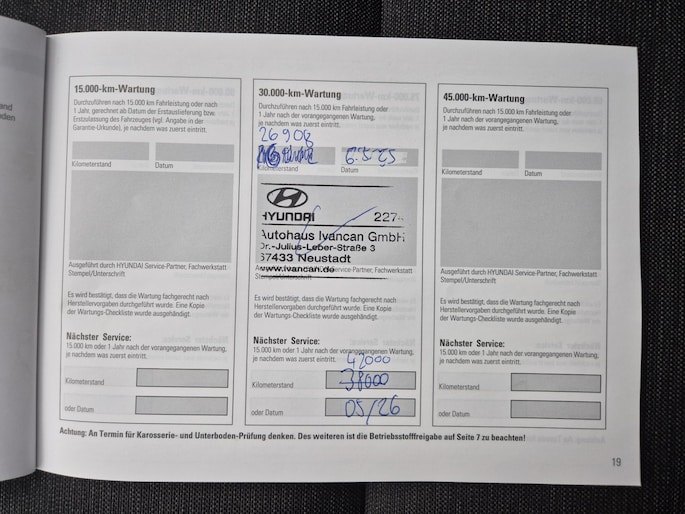 and
den
15.000-km-Wartung
Durchzuführen nach 15.000 km Fahrleistung oder nach
1 Jahr, gerechnet ab Datum der Erstauslieferung bzw.
Erstzulassung des Fahrzeuges (vgl. Angabe in der
Garantie-Urkunde), je nachdem was zuerst eintritt.
Kilometerstand Datum
Ausgeführt durch HYUNDAI Service-Partner, Fachwerkstatt
Stempel/Unterschrift
Es wird bestätigt, dass die Wartung fachgerecht nach
Herstellervorgaben durchgeführt wurde. Eine Kopie
der Wartungs-Checkliste wurde ausgehändigt.
Nächster Service:
15.000 km oder 1 Jahr nach der vorangegangenen Wartung,
je nachdem was zuerst eintritt.
Kilometerstand
oder Datum
30.000-km-Wartung
Durchzuführen nach 15.000 km Fahrleistung oder
1 Jahr nach der vorangegangenen Wartung,
je nachdem was zuerst eintritt.
26908
6.5.25
Kilometerstand Datum
HYUNDAI 227
Autohaus Ivancan GmbH
Dr.-Julius-Leber-Straße 3
67433 Neustadt
www.ivancan.de
Service-Partner, Fachwerkstatt
Stempel/Unterschrift
Es wird bestätigt, dass die Wartung fachgerecht nach
Herstellervorgaben durchgeführt wurde. Eine Kopie
der Wartungs-Checkliste wurde ausgehändigt.
Nächster Service:
15.000 km oder 1 Jahr nach der vorangegangenen Wartung,
je nachdem was zuerst eintritt.
42000
Kilometerstand 38000
oder Datum 05/26
45.000-km-Wartung
Durchzuführen nach 15.000 km Fahrleistung oder
1 Jahr nach der vorangegangenen Wartung,
je nachdem was zuerst eintritt.
Kilometerstand Datum
Ausgeführt durch HYUNDAI Service-Partner, Fachwerkstatt
Stempel/Unterschrift
Es wird bestätigt, dass die Wartung fachgerecht nach
Herstellervorgaben durchgeführt wurde. Eine Kopie
der Wartungs-Checkliste wurde ausgehändigt.
Nächster Service:
15.000 km oder 1 Jahr nach der vorangegangenen Wartung,
je nachdem was zuerst eintritt.
Kilometerstand
oder Datum
Achtung: An Termin für Karosserie- und Unterboden-Prüfung denken. Des weiteren ist die Betriebsstofffreigabe auf Seite 7 zu beachten!
19